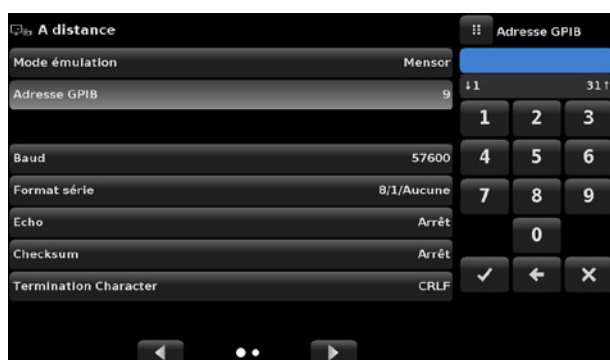 A distance
Mode émulation Mensor
Adresse GPIB 9
Baud 57600
Format série 8/1/Aucune
Echo Arrêt
Checksum Arrêt
Termination Character CRLF
Adresse GPIB
↓1 31↑
1 2 3
4 5 6
7 8 9
0